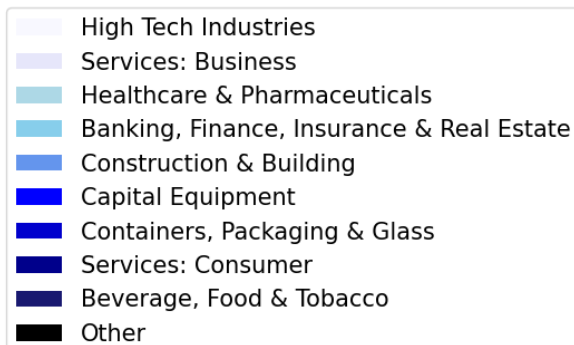 High Tech Industries
Services: Business
Healthcare & Pharmaceuticals
Banking, Finance, Insurance & Real Estate
Construction & Building
Capital Equipment
Containers, Packaging & Glass
Services: Consumer
Beverage, Food & Tobacco
Other